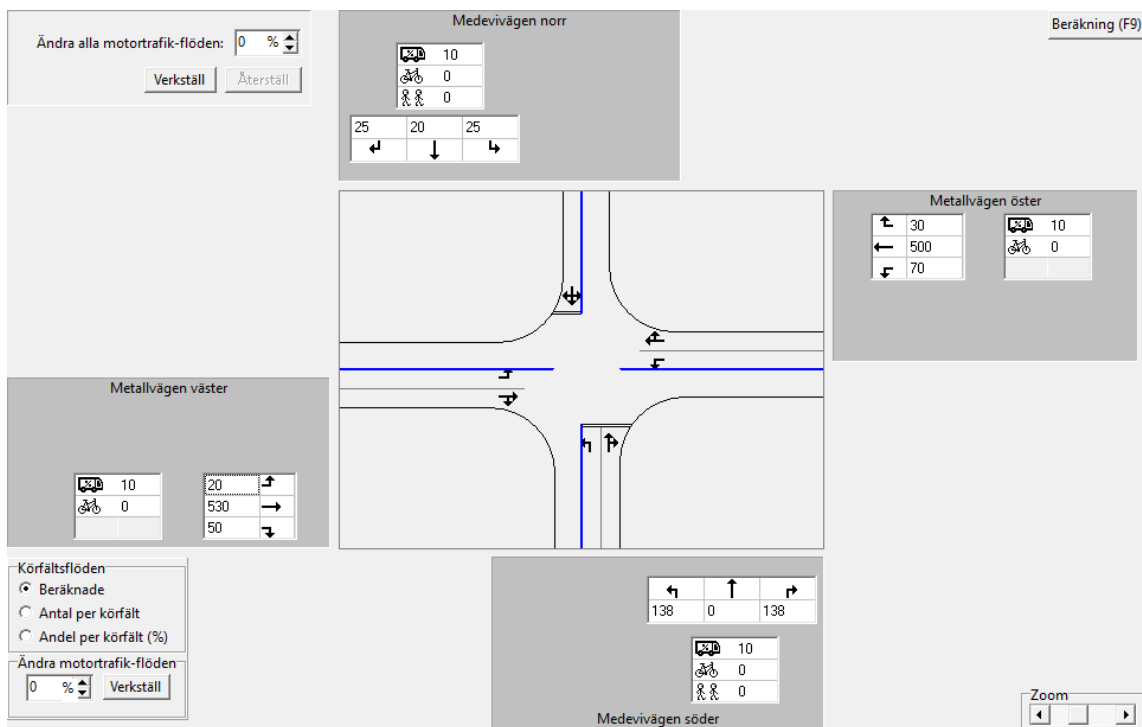 Medevivägen norr
Beräkning (F9)
Ändra alla motortrafik-flöden: 0 %
Verkställ Återställ
% 10
0
0
25 20 25
Metallvägen öster
30 % 10
500 0
70
Metallvägen väster
% 10 20
0 530
50
Körfältsflöden
Beräknade
Antal per körfält
Andel per körfält (%)
Ändra motortrafik-flöden
0 % Verkställ
138 0 138
% 10
0
0
Medevivägen söder
Zoom